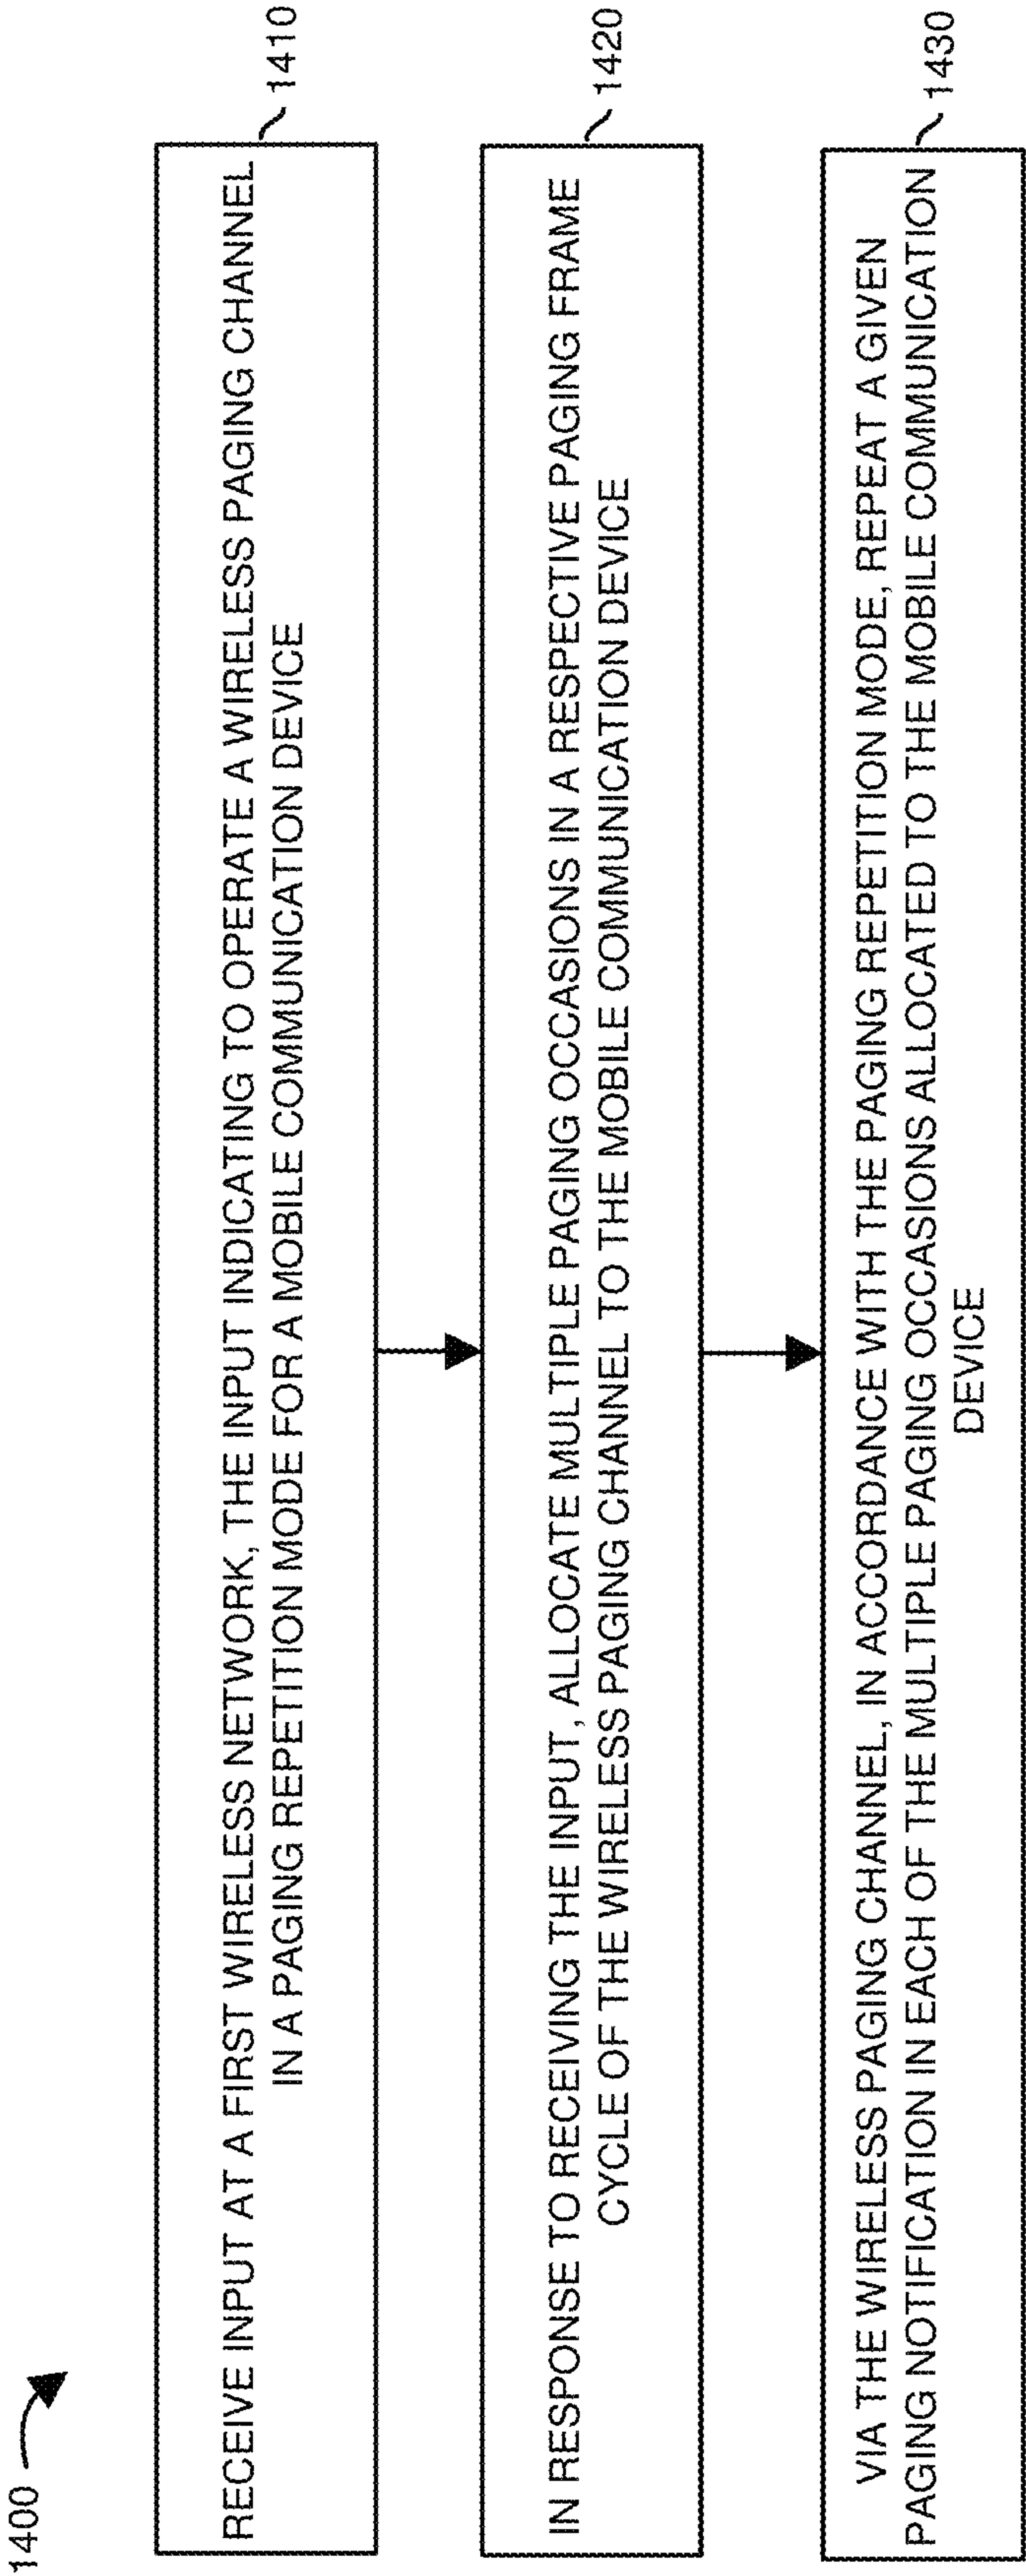 1400
RECEIVE INPUT AT A FIRST WIRELESS NETWORK, THE INPUT INDICATING TO OPERATE A WIRELESS PAGING CHANNEL
IN A PAGING REPETITION MODE FOR A MOBILE COMMUNICATION DEVICE
1410
IN RESPONSE TO RECEIVING THE INPUT, ALLOCATE MULTIPLE PAGING OCCASIONS IN A RESPECTIVE PAGING FRAME
CYCLE OF THE WIRELESS PAGING CHANNEL TO THE MOBILE COMMUNICATION DEVICE
1420
VIA THE WIRELESS PAGING CHANNEL, IN ACCORDANCE WITH THE PAGING REPETITION MODE, REPEAT A GIVEN
PAGING NOTIFICATION IN EACH OF THE MULTIPLE PAGING OCCASIONS ALLOCATED TO THE MOBILE COMMUNICATION
DEVICE
1430